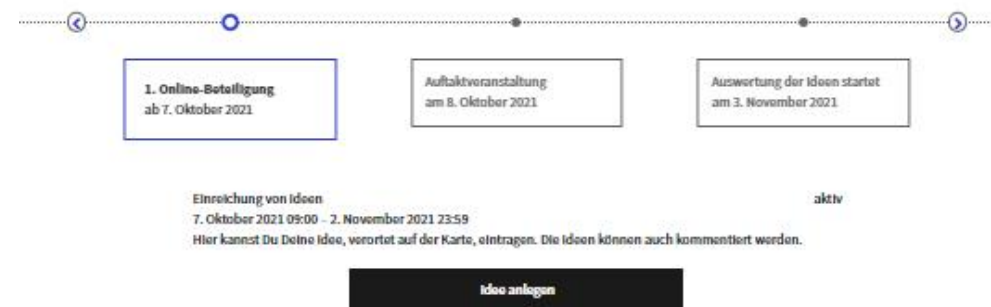 1. Online-Beteiligung
ab 7. Oktober 2021
Auftaktveranstaltung
am 8. Oktober 2021
Auswertung der Ideen startet
am 3. November 2021
Einreichung von Ideen
aktiv
7. Oktober 2021 09:00 – 2. November 2021 23:59
Hier kannst Du Deine Idee, verortet auf der Karte, eintragen. Die Ideen können auch kommentiert werden.
Idee anlegen